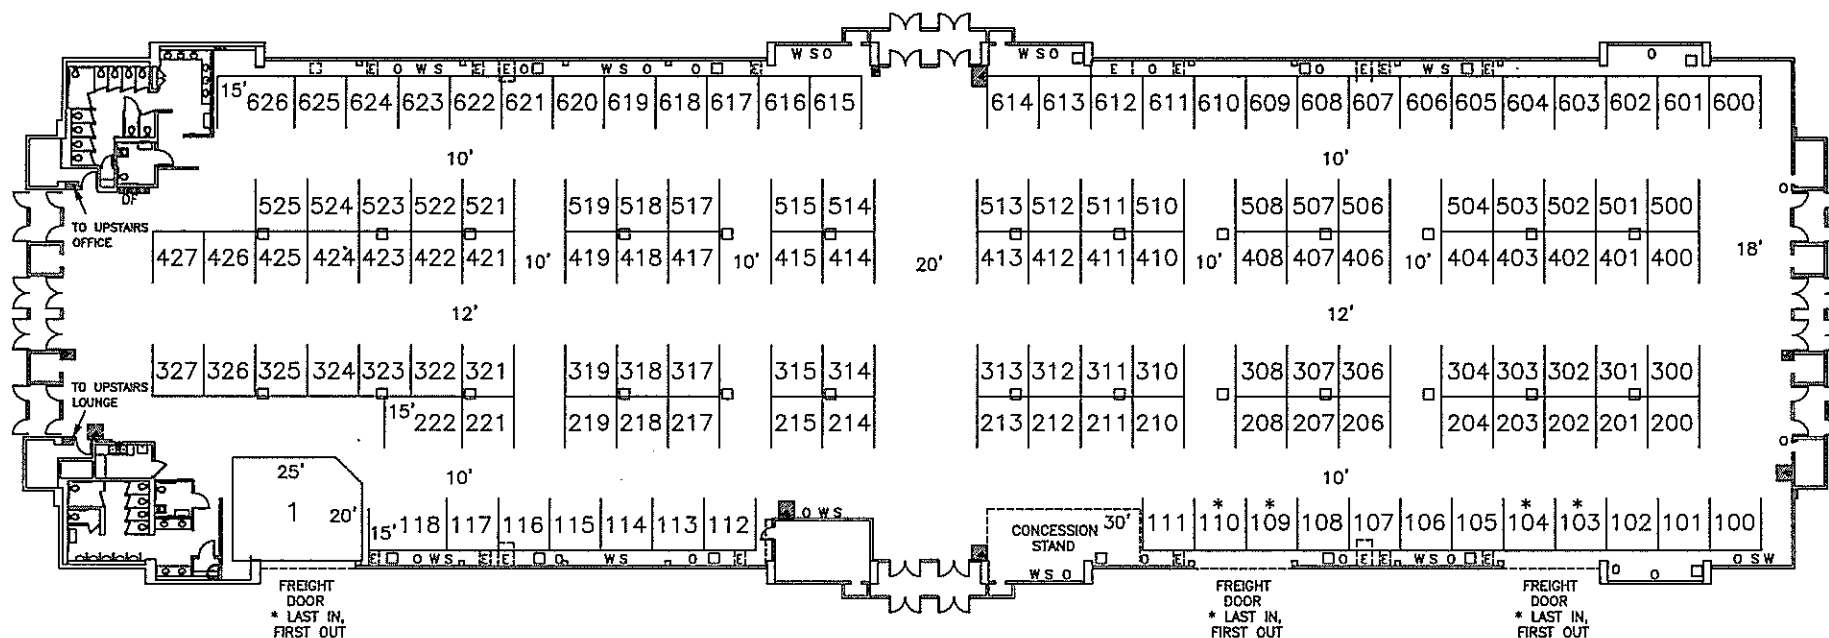 W S O
W S O
O
E O W S E E O W S O O E
E O E O E E W S E
15' 626 625 624 623 622 621 620 619 618 617 616 615 614 613 612 611 610 609 608 607 606 605 604 603 602 601 600
10' 10'
DF
O
TO UPSTAIRS
OFFICE
525 524 523 522 521 519 518 517 515 514 513 512 511 510 508 507 506 504 503 502 501 500
427 426 425 424 423 422 421 10' 419 418 417 10' 415 414 20' 413 412 411 410 10' 408 407 406 10' 404 403 402 401 400 18'
12' 12'
327 326 325 324 323 322 321 319 318 317 315 314 313 312 311 310 308 307 306 304 303 302 301 300
TO UPSTAIRS
LOUNGE
15' 222 221 219 218 217 215 214 213 212 211 210 208 207 206 204 203 202 201 200
O
25' 10' 10'
1 20' 15' 118 117 116 115 114 113 112
O W S
CONCESSION
STAND
30' 111 *110 *109 108 107 106 105 *104 *103 102 101 100
E O W S E E O W S O E
W S O
O E O E E W S O E O O O S W
FREIGHT
DOOR
* LAST IN,
FIRST OUT
FREIGHT
DOOR
* LAST IN,
FIRST OUT
FREIGHT
DOOR
* LAST IN,
FIRST OUT